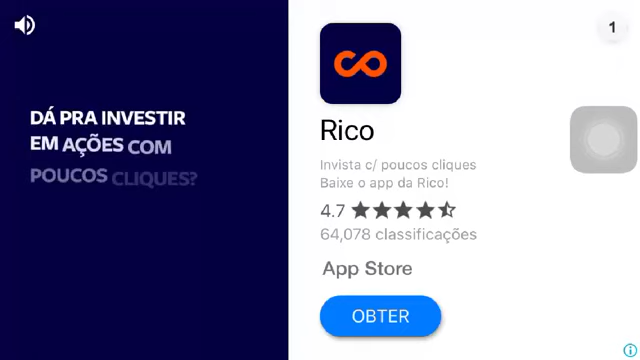 DÁ PRA INVESTIR
EM AÇÕES COM
POUCOS CLIQUES?
1
Rico
Invista c/ poucos cliques
Baixe o app da Rico!
4.7
64,078 classificações
App Store
OBTER